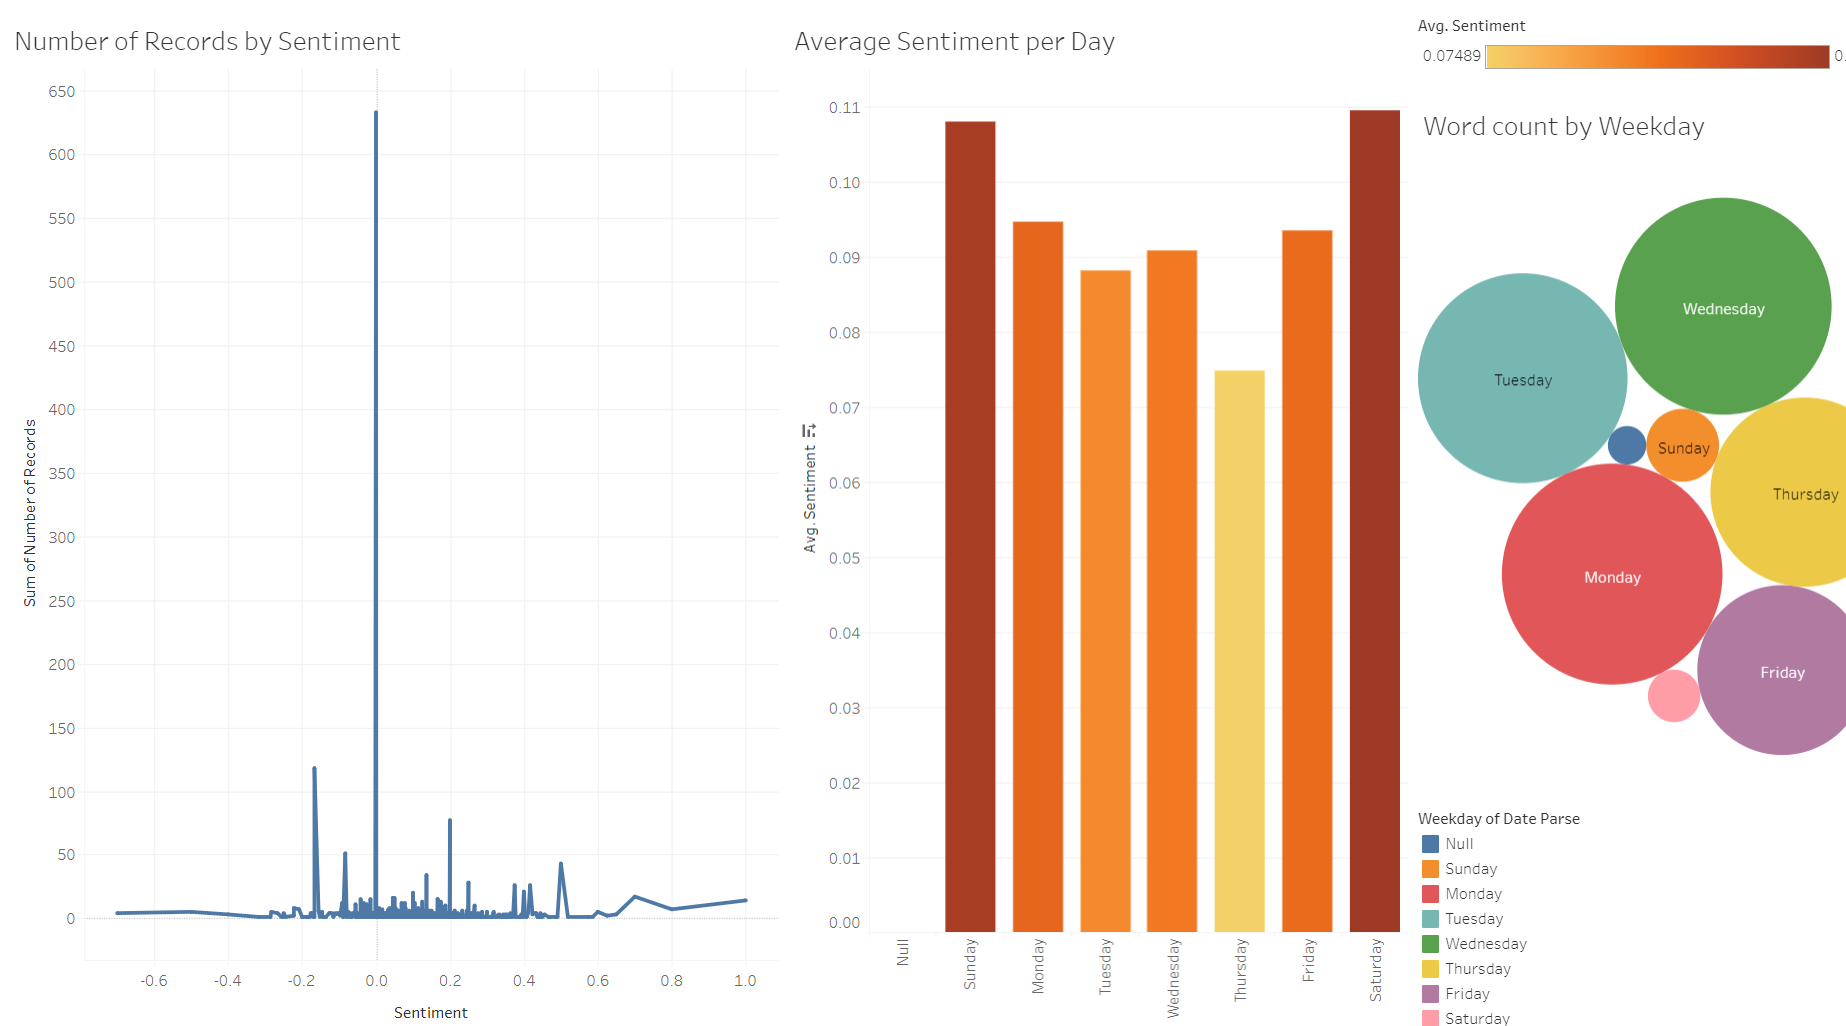 Number of Records by Sentiment
650
600
550
500
450
400
350
300
250
200
150
100
50
0
Sum of Number of Records
-0.6 -0.4 -0.2 0.0 0.2 0.4 0.6 0.8 1.0
Sentiment
Average Sentiment per Day
0.11
0.10
0.09
0.08
0.07
0.06
0.05
0.04
0.03
0.02
0.01
0.00
Avg. Sentiment
Null Sunday Monday Tuesday Wednesday Thursday Friday Saturday
Avg. Sentiment
0.07489 0.
Word count by Weekday
Wednesday
Tuesday
Sunday
Thursday
Monday
Friday
Weekday of Date Parse
Null
Sunday
Monday
Tuesday
Wednesday
Thursday
Friday
Saturday